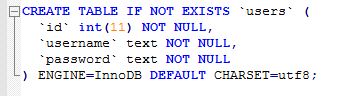 CREATE TABLE IF NOT EXISTS `users` (
`id` int(11) NOT NULL,
`username` text NOT NULL,
`password` text NOT NULL
) ENGINE=InnoDB DEFAULT CHARSET=utf8;